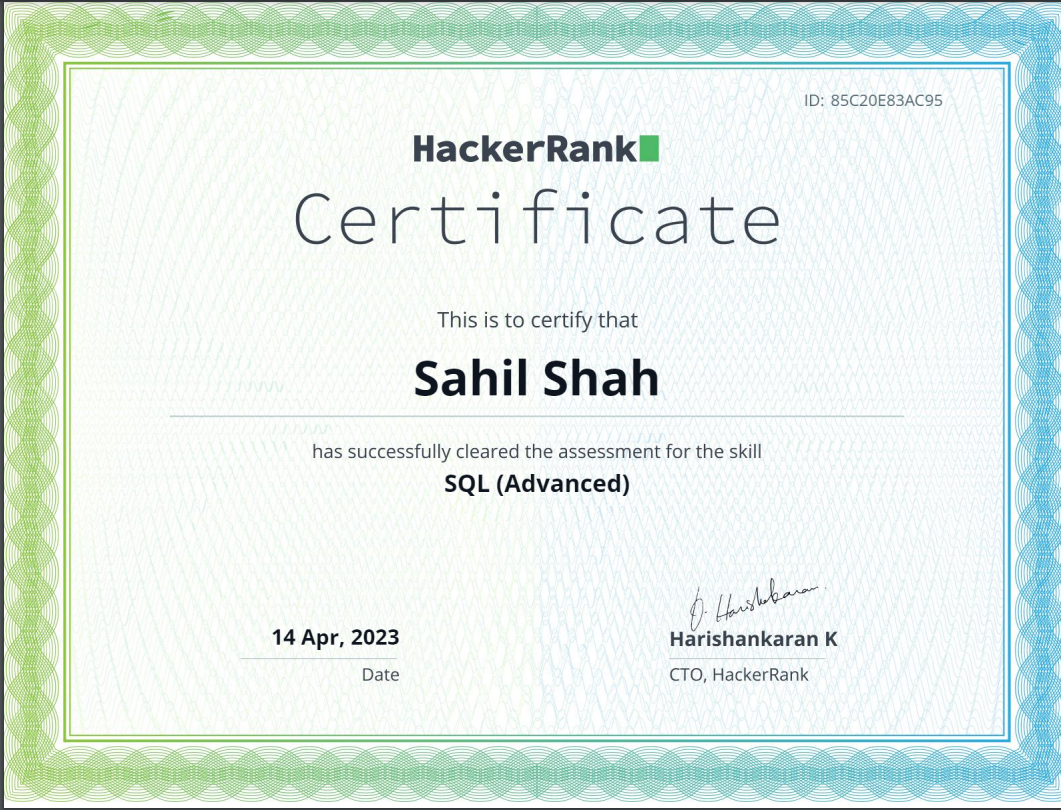 ID: 85C20E83AC95
HackerRank
Certificate
This is to certify that
Sahil Shah
has successfully cleared the assessment for the skill
SQL (Advanced)
14 Apr, 2023
Date
J. Harishankaran
Harishankaran K
CTO, HackerRank